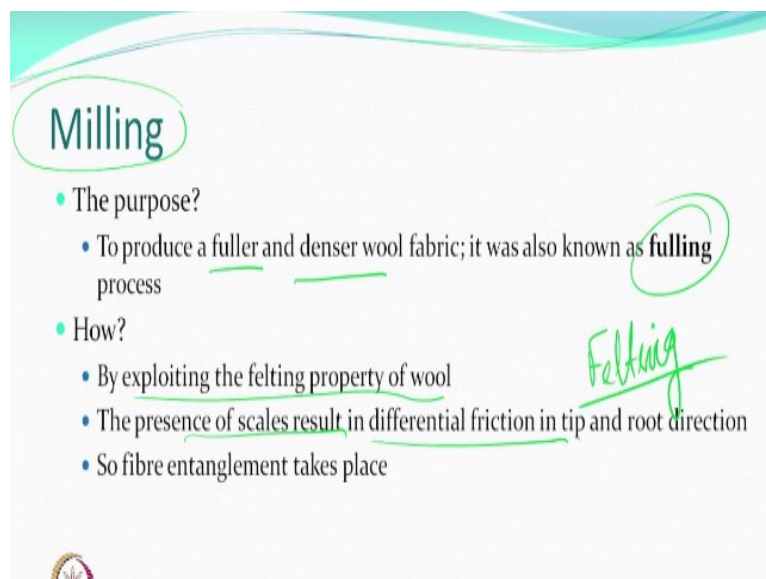 Milling
• The purpose?
• To produce a fuller and denser wool fabric; it was also known as fulling
process
• How?
• By exploiting the felting property of wool
Felting
• The presence of scales result in differential friction in tip and root direction
• So fibre entanglement takes place